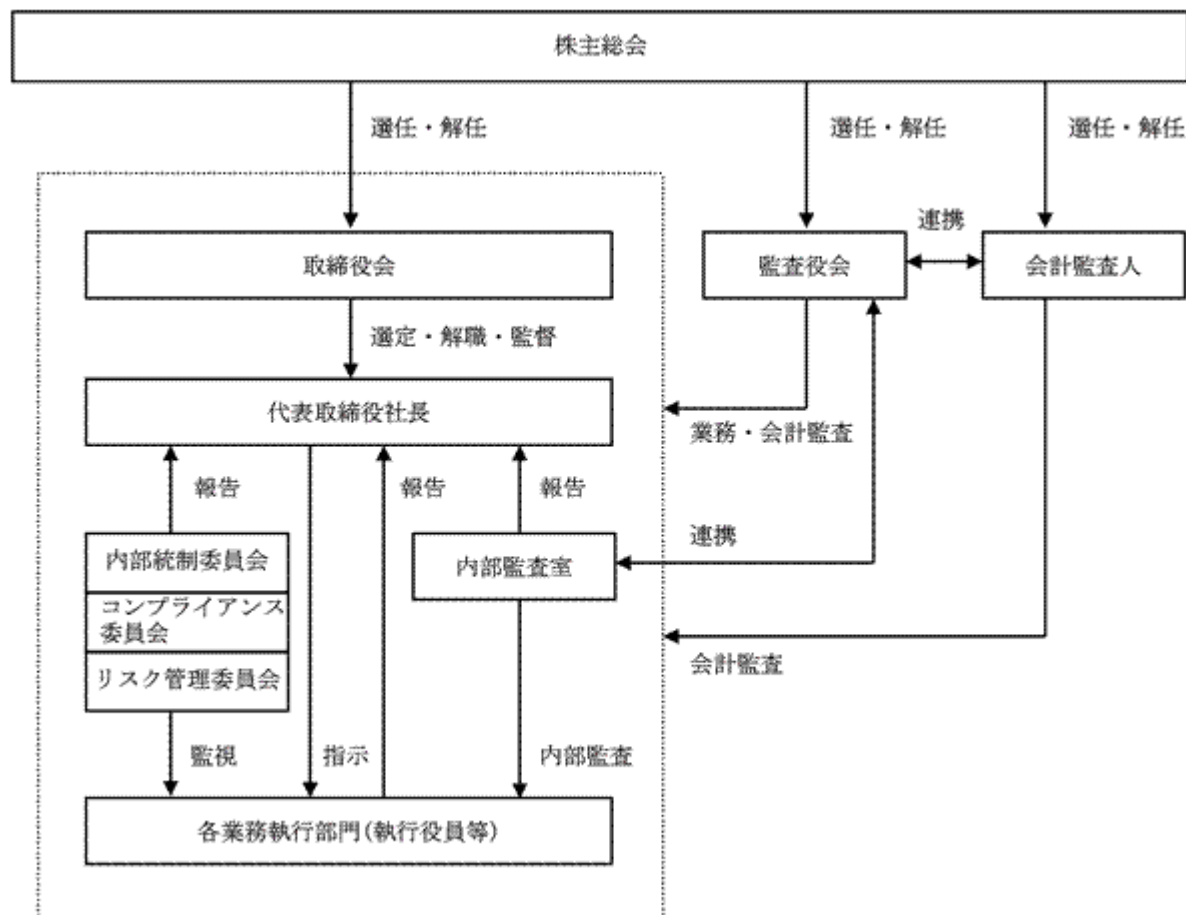 株主総会
選任・解任
選任・解任
選任・解任
取締役会
監査役会
連携
会計監査人
選定・解職・監督
代表取締役社長
業務・会計監査
報告
報告
報告
連携
内部統制委員会
コンプライアンス
委員会
リスク管理委員会
内部監査室
会計監査
監視
指示
内部監査
各業務執行部門(執行役員等)